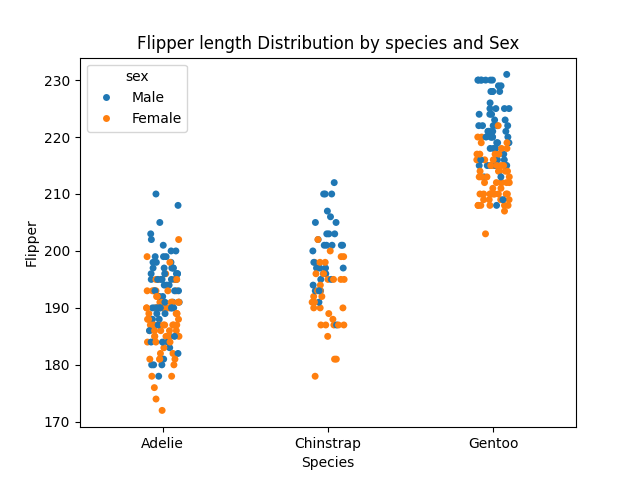 Flipper length Distribution by species and Sex
sex
Male
Female
Flipper
230
220
210
200
190
180
170
Adelie
Chinstrap
Gentoo
Species